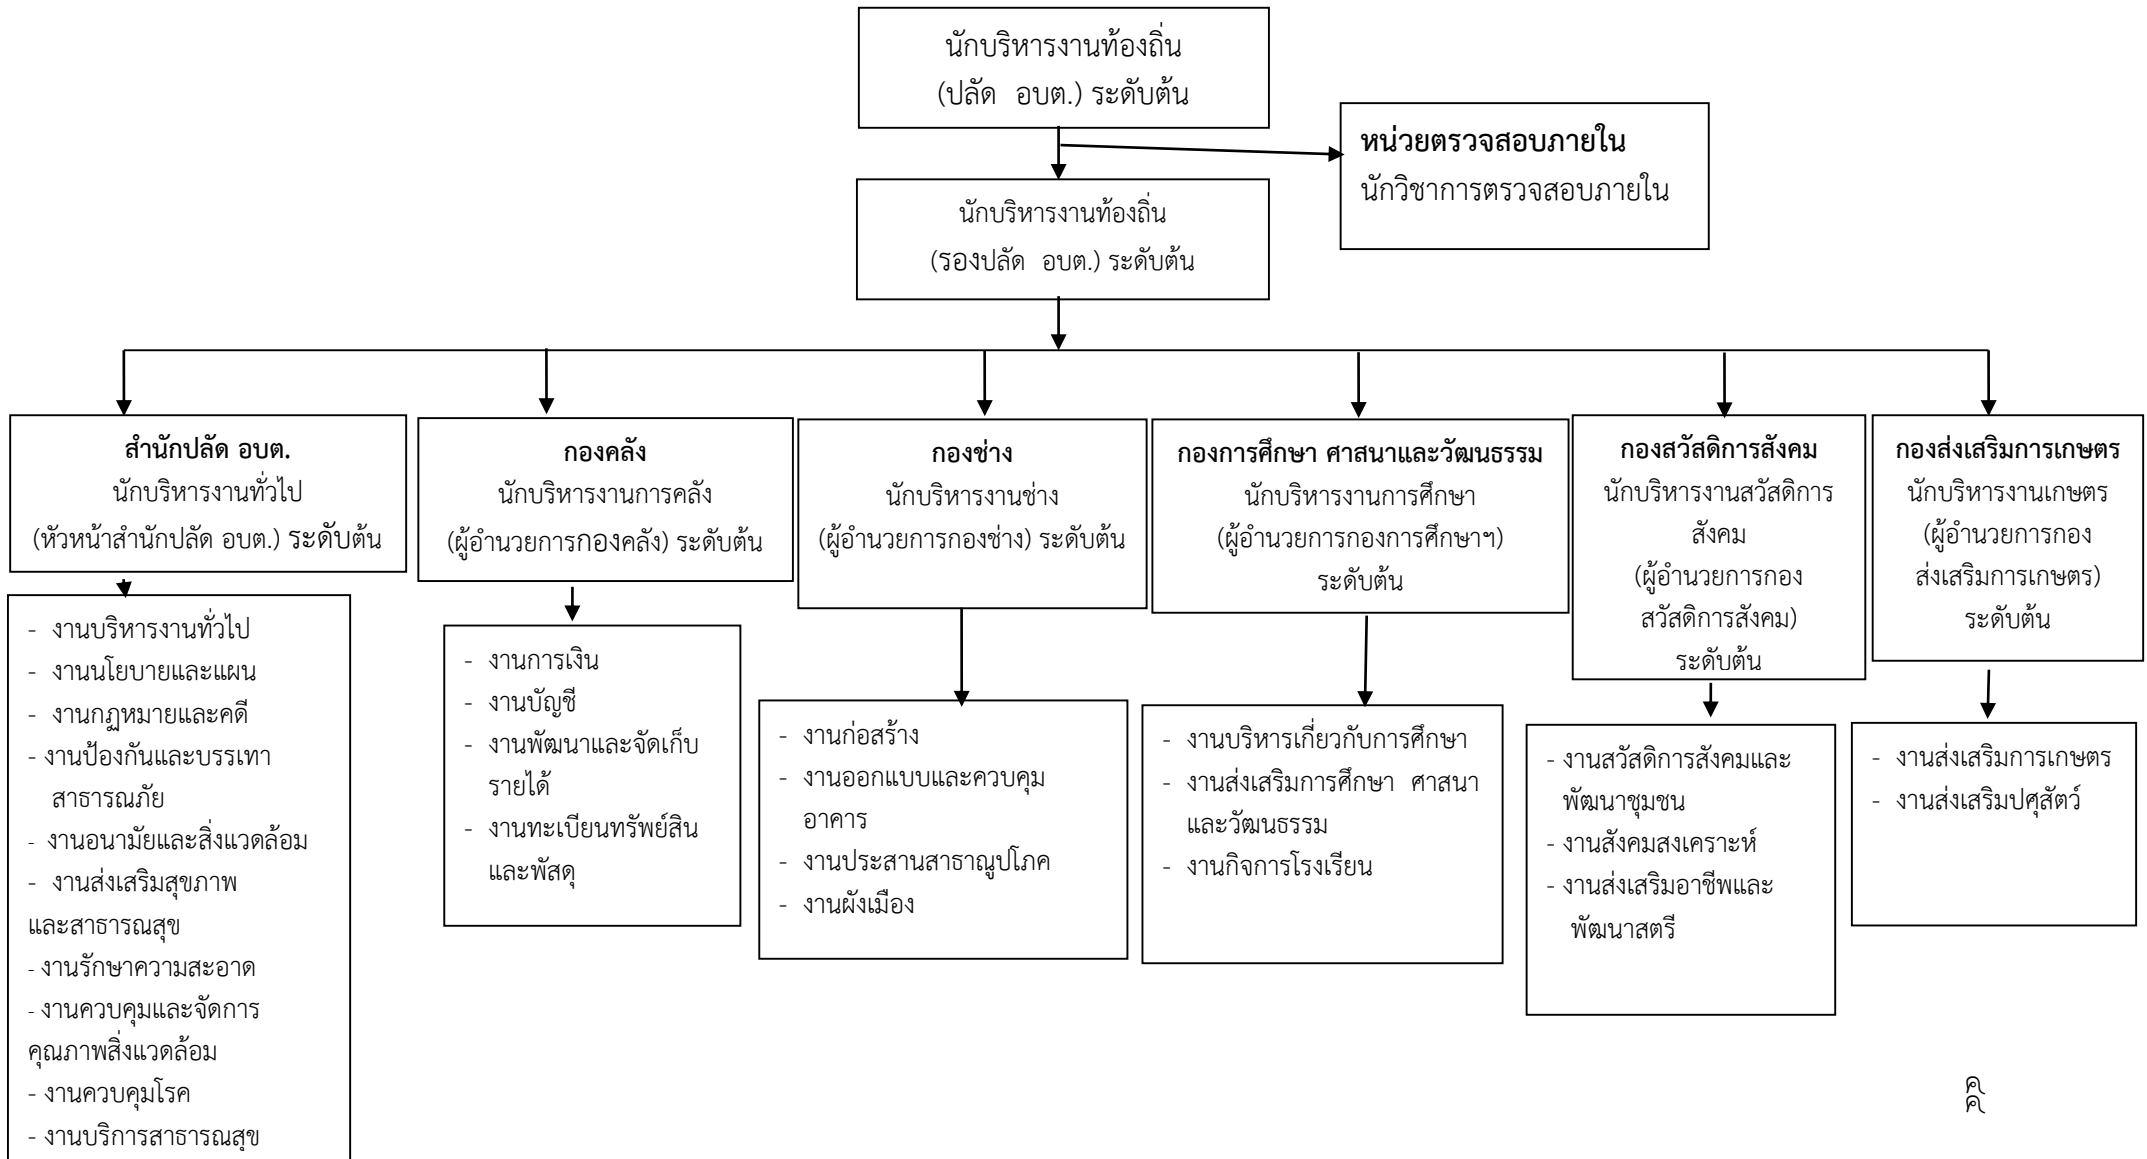 นักบริหารงานท้องถิ่น
(ปลัด อบต.) ระดับต้น
หน่วยตรวจสอบภายใน
นักวิชาการตรวจสอบภายใน
นักบริหารงานท้องถิ่น
(รองปลัด อบต.) ระดับต้น
สำนักปลัด อบต.
นักบริหารงานทั่วไป
(หัวหน้าสำนักปลัด อบต.) ระดับต้น
กองคลัง
นักบริหารงานการคลัง
(ผู้อำนวยการกองคลัง) ระดับต้น
กองช่าง
นักบริหารงานช่าง
(ผู้อำนวยการกองช่าง) ระดับต้น
กองการศึกษา ศาสนาและวัฒนธรรม
นักบริหารงานการศึกษา
(ผู้อำนวยการกองการศึกษาฯ)
ระดับต้น
กองสวัสดิการสังคม
นักบริหารงานสวัสดิการ
สังคม
(ผู้อำนวยการกอง
สวัสดิการสังคม)
ระดับต้น
กองส่งเสริมการเกษตร
นักบริหารงานเกษตร
(ผู้อำนวยการกอง
ส่งเสริมการเกษตร)
ระดับต้น
- งานบริหารงานทั่วไป
- งานนโยบายและแผน
- งานกฎหมายและคดี
- งานป้องกันและบรรเทา
สาธารณภัย
- งานอนามัยและสิ่งแวดล้อม
- งานส่งเสริมสุขภาพ
และสาธารณสุข
- งานรักษาความสะอาด
- งานควบคุมและจัดการ
คุณภาพสิ่งแวดล้อม
- งานควบคุมโรค
- งานบริการสาธารณสุข
- งานการเงิน
- งานบัญชี
- งานพัฒนาและจัดเก็บ
รายได้
- งานทะเบียนทรัพย์สิน
และพัสดุ
- งานก่อสร้าง
- งานออกแบบและควบคุม
อาคาร
- งานประสานสาธาณูปโภค
- งานผังเมือง
- งานบริหารเกี่ยวกับการศึกษา
- งานส่งเสริมการศึกษา ศาสนา
และวัฒนธรรม
- งานกิจการโรงเรียน
- งานสวัสดิการสังคมและ
พัฒนาชุมชน
- งานสังคมสงเคราะห์
- งานส่งเสริมอาชีพและ
พัฒนาสตรี
- งานส่งเสริมการเกษตร
- งานส่งเสริมปศุสัตว์